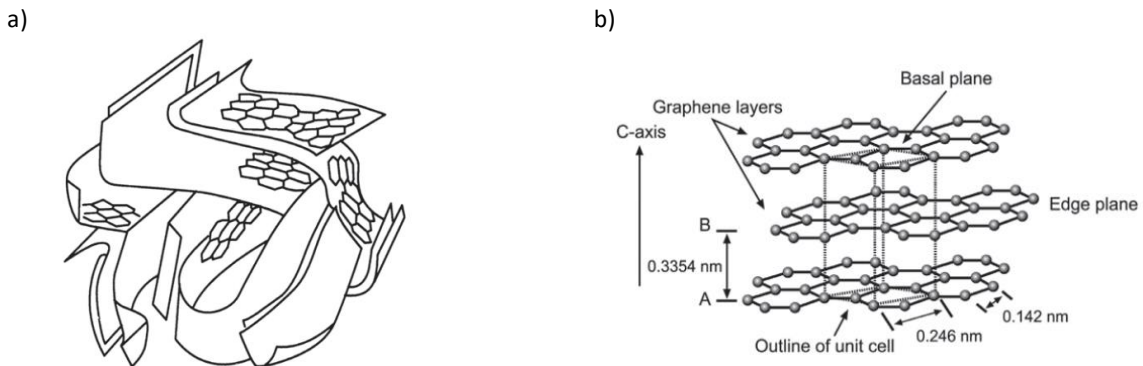 a)
b)
Basal plane
Graphene layers
C-axis
Edge plane
B
0.3354 nm
A
0.142 nm
0.246 nm
Outline of unit cell